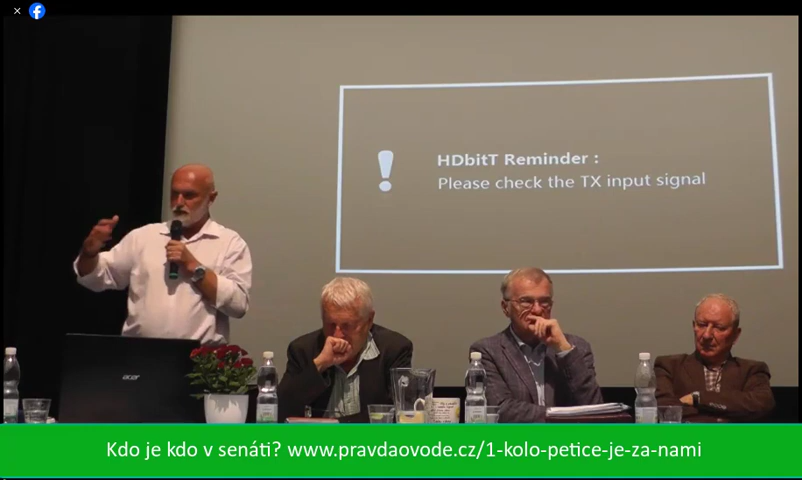 HDbitT Reminder :
Please check the TX input signal
acer
Kdo je kdo v senáti? www.pravdaovode.cz/1-kolo-petice-je-za-nami